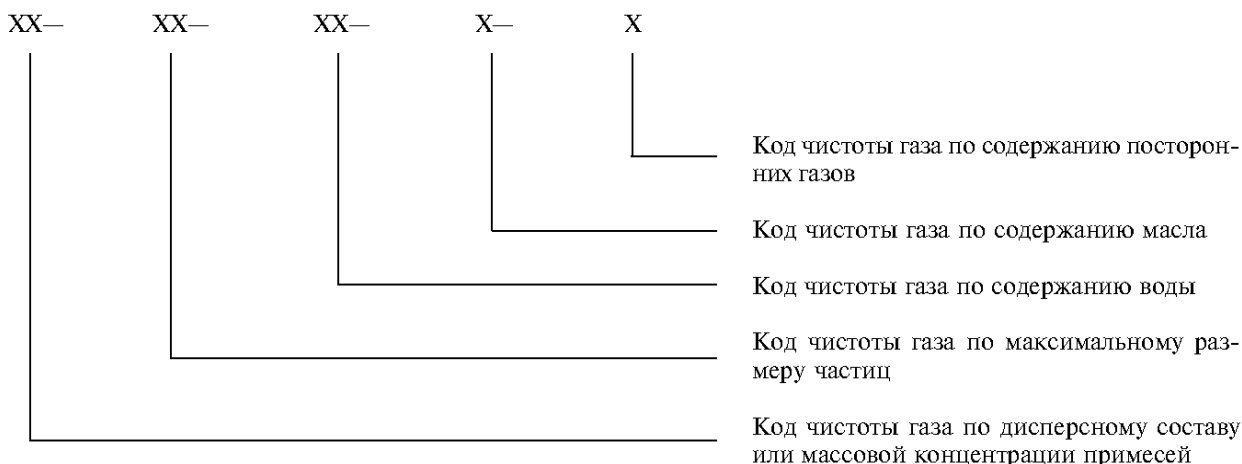 XX— XX— XX— X— X
Код чистоты газа по содержанию посторон-
них газов
Код чистоты газа по содержанию масла
Код чистоты газа по содержанию воды
Код чистоты газа по максимальному раз-
меру частиц
Код чистоты газа по дисперсному составу
или массовой концентрации примесей